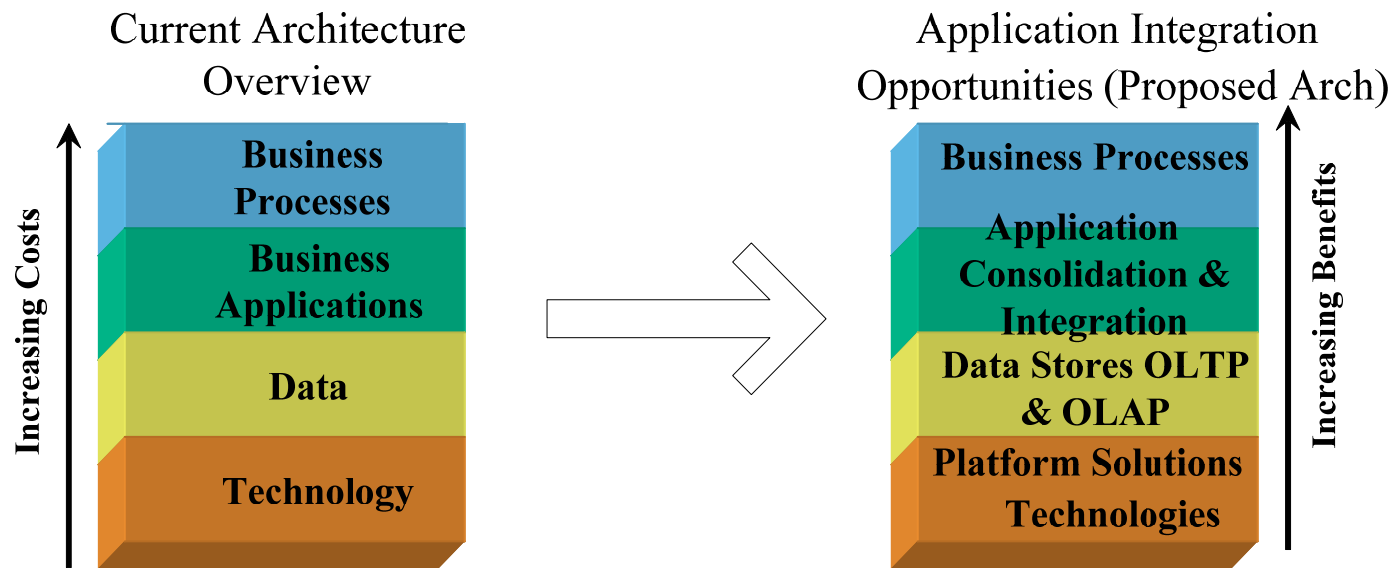 Current Architecture
Overview
Increasing Costs
Business
Processes
Business
Applications
Data
Technology
Application Integration
Opportunities (Proposed Arch)
Business Processes
Application
Consolidation &
Integration
Data Stores OLTP
& OLAP
Platform Solutions
Technologies
Increasing Benefits